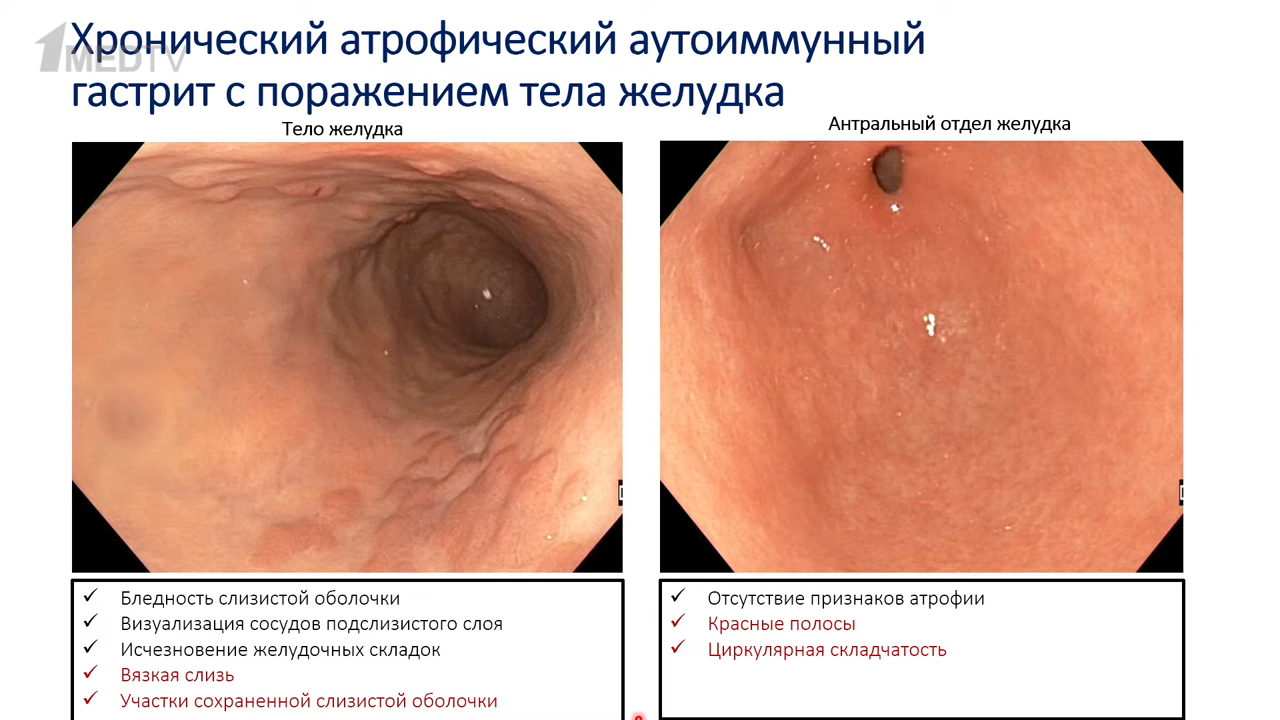 1MEDTV
Хронический атрофический аутоиммунный
гастрит с поражением тела желудка
Тело желудка
Антральный отдел желудка
Бледность слизистой оболочки
Визуализация сосудов подслизистого слоя
Исчезновение желудочных складок
Вязкая слизь
Участки сохраненной слизистой оболочки
Отсутствие признаков атрофии
Красные полосы
Циркулярная складчатость